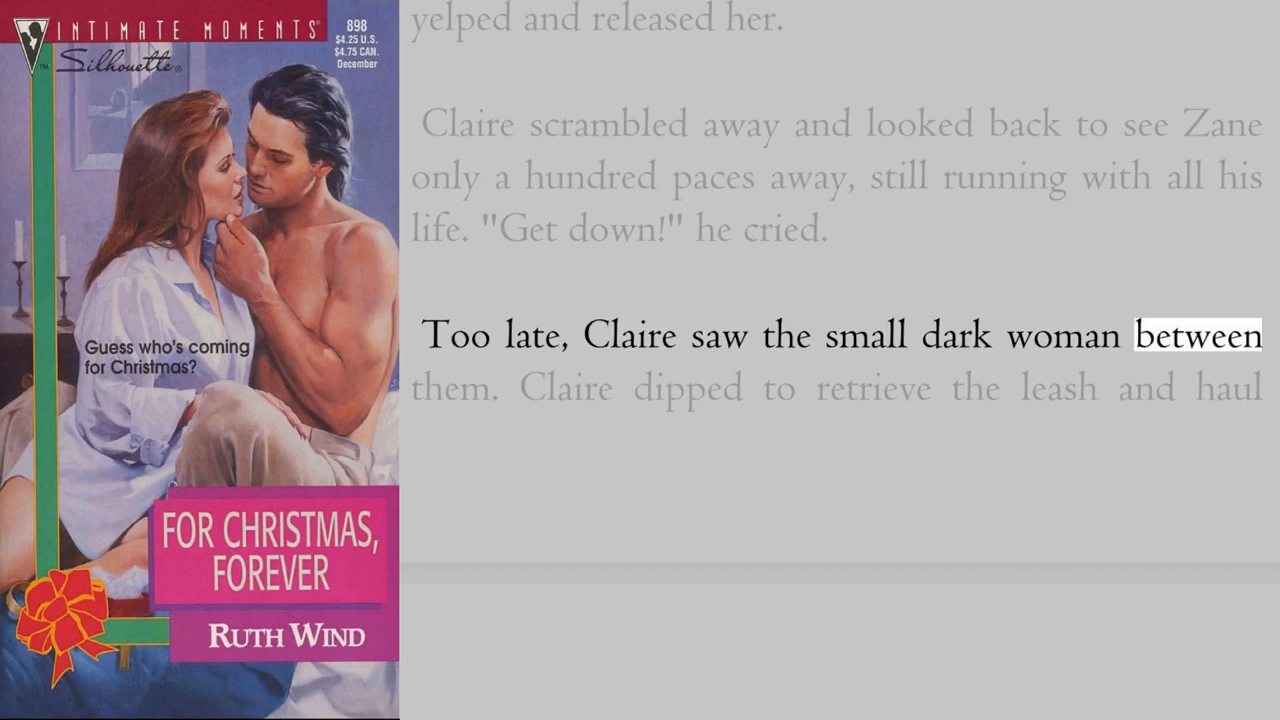 INTIMATE MOMENTS®
Silhouette®
TM
898
$4.25 U.S.
$4.75 CAN.
December
Guess who's coming
for Christmas?
FOR CHRISTMAS,
FOREVER
RUTH WIND
yelped and released her.
Claire scrambled away and looked back to see Zane
only a hundred paces away, still running with all his
life. "Get down!" he cried.
Too late, Claire saw the small dark woman between
them. Claire dipped to retrieve the leash and haul